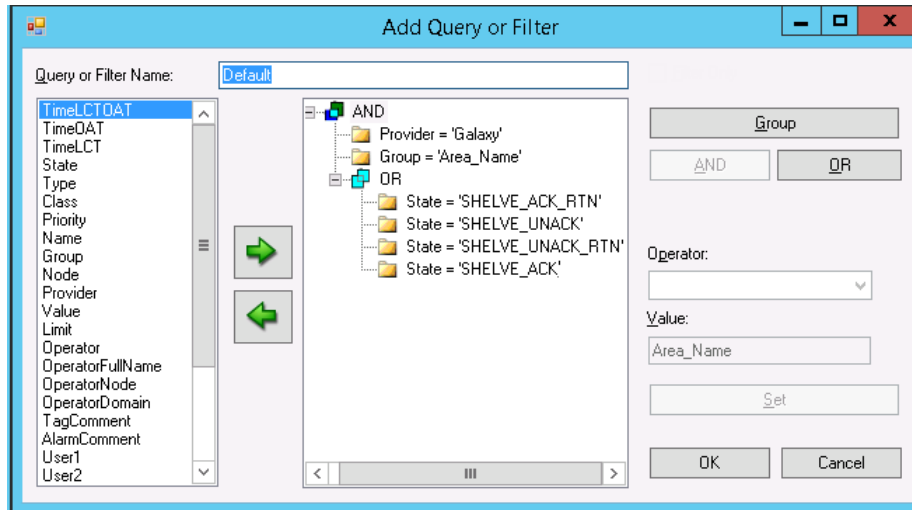 Add Query or Filter
Query or Filter Name:
Default
TimeLCTOAT
TimeOAT
TimeLCT
State
Type
Class
Priority
Name
Group
Node
Provider
Value
Limit
Operator
OperatorFullName
OperatorNode
OperatorDomain
TagComment
AlarmComment
User1
User2
AND
Provider = 'Galaxy'
Group = 'Area_Name'
OR
State = 'SHELVE_ACK_RTN'
State = 'SHELVE_UNACK'
State = 'SHELVE_UNACK_RTN'
State = 'SHELVE_ACK'
Group
AND
OR
Operator:
Value:
Area_Name
Set
OK
Cancel